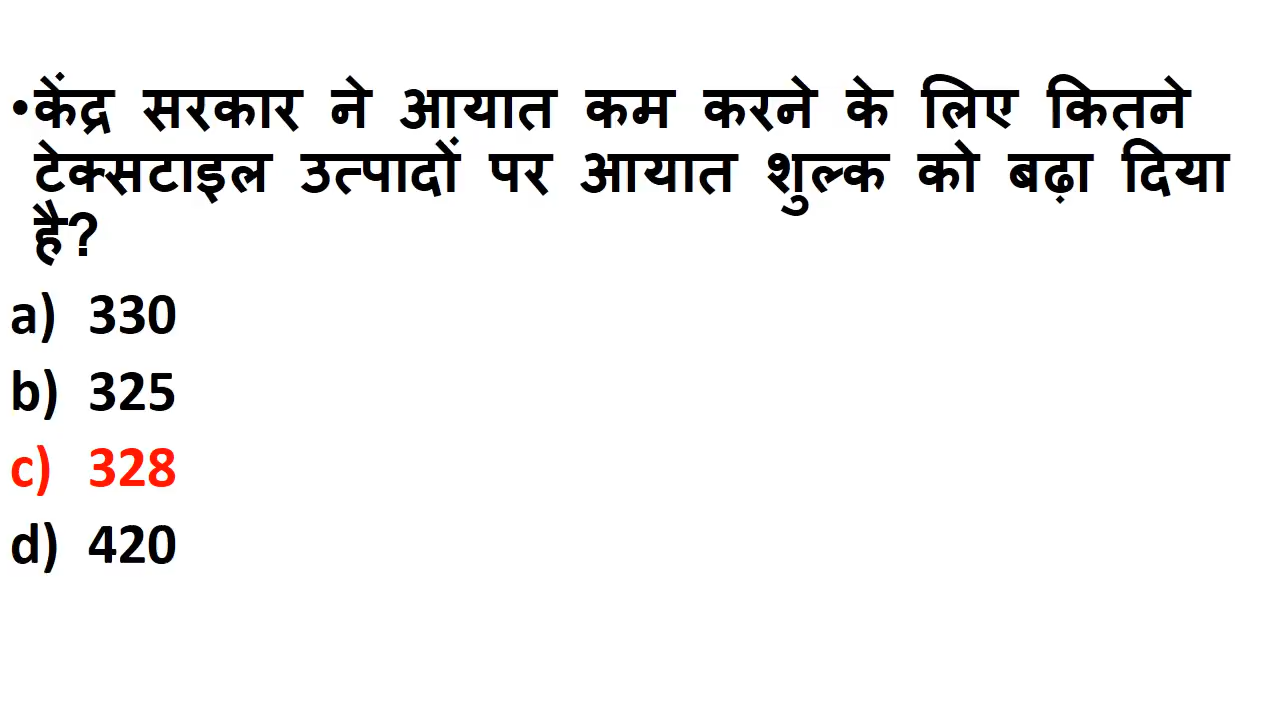 •केंद्र सरकार ने आयात कम करने के लिए कितने
टेक्सटाइल उत्पादों पर आयात शुल्क को बढ़ा दिया
है?
a) 330
b) 325
c) 328
d) 420